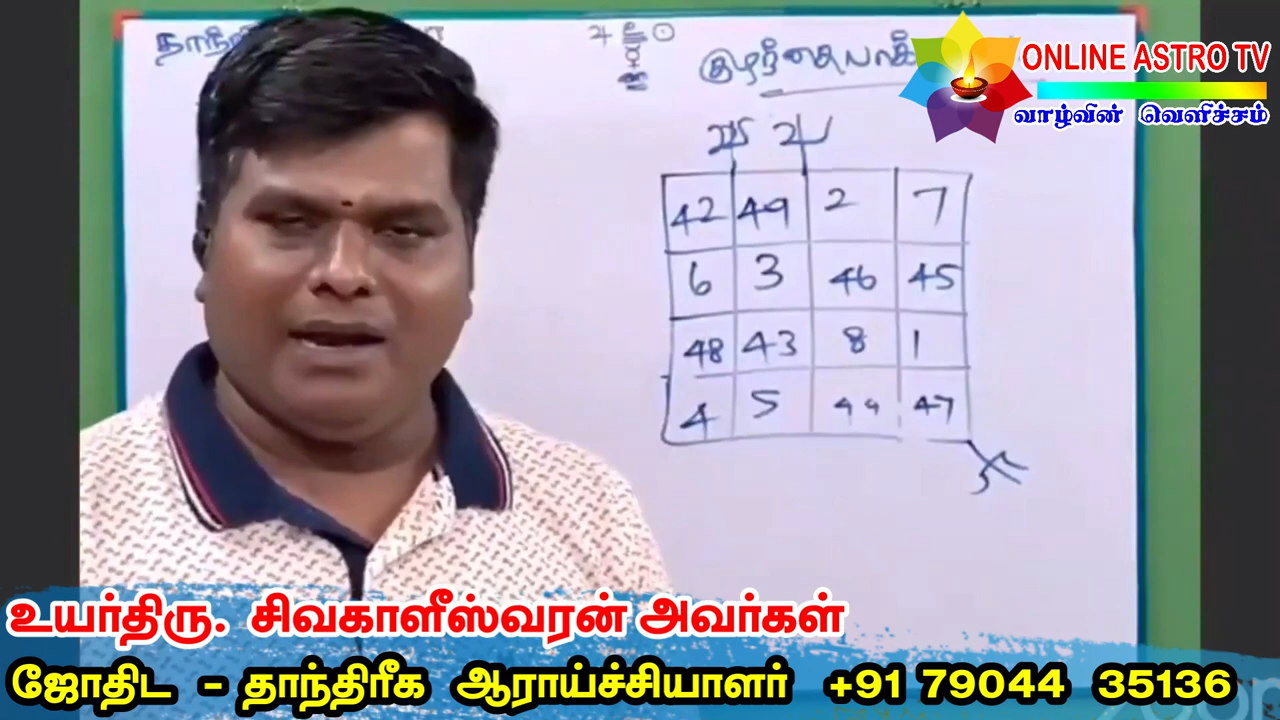 ONLINE ASTRO TV
வாழ்வின் வெளிச்சம்
42 49 2 7
6 3 46 45
48 43 8 1
4 5 44 47
உயர்திரு. சிவகாளீஸ்வரன் அவர்கள்
ஜோதிட - தாந்திரீக ஆராய்ச்சியாளர் +91 79044 35136